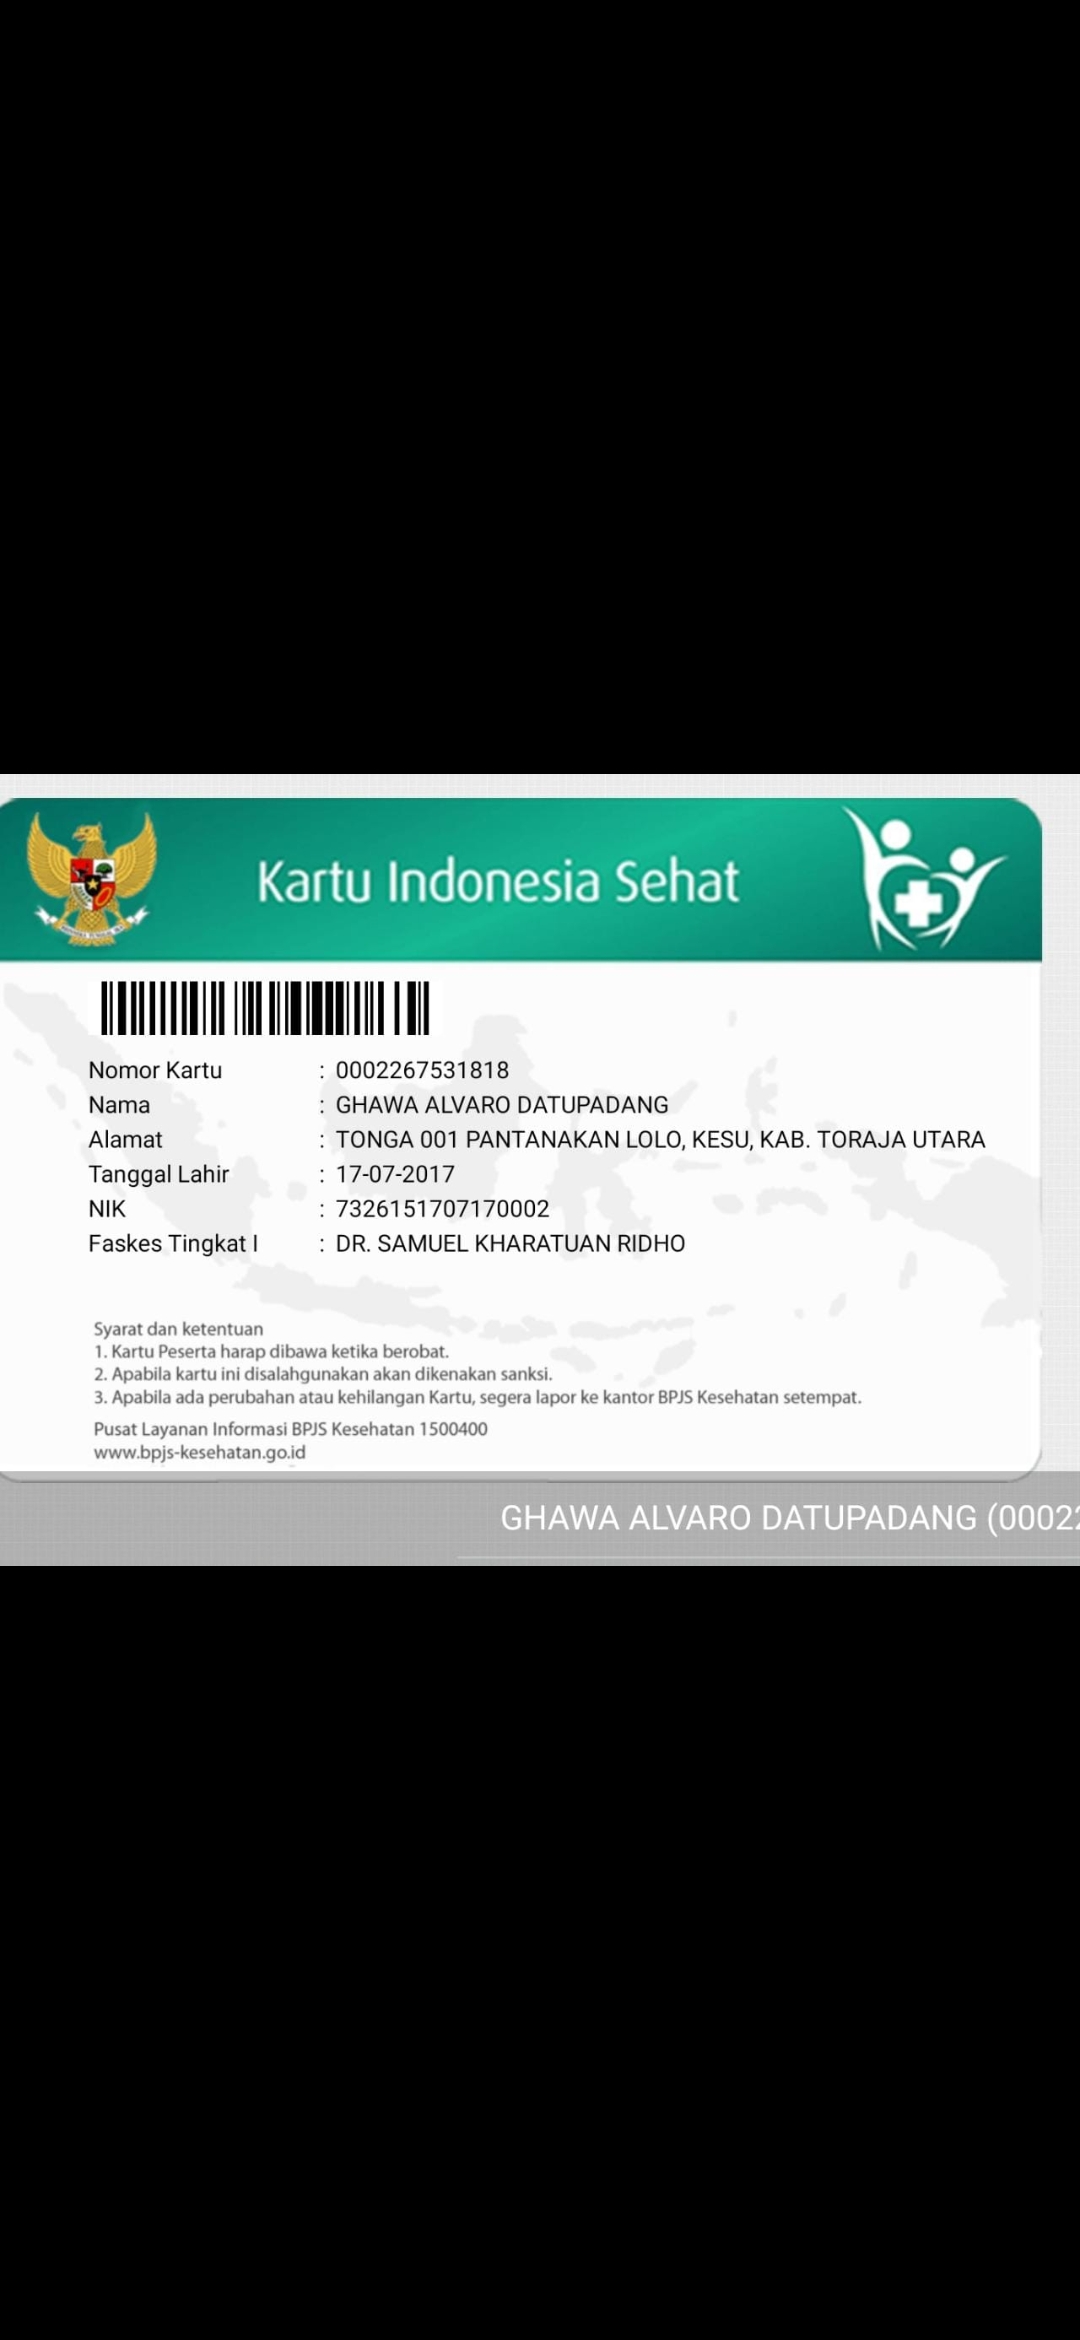 Kartu Indonesia Sehat
Nomor Kartu : 0002267531818
Nama : GHAWA ALVARO DATUPADANG
Alamat : TONGA 001 PANTANAKAN LOLO, KESU, KAB. TORAJA UTARA
Tanggal Lahir : 17-07-2017
NIK : 7326151707170002
Faskes Tingkat I : DR. SAMUEL KHARATUAN RIDHO
Syarat dan ketentuan
1. Kartu Peserta harap dibawa ketika berobat.
2. Apabila kartu ini disalahgunakan akan dikenakan sanksi.
3. Apabila ada perubahan atau kehilangan Kartu, segera lapor ke kantor BPJS Kesehatan setempat.
Pusat Layanan Informasi BPJS Kesehatan 1500400
www.bpjs-kesehatan.go.id
GHAWA ALVARO DATUPADANG (00022